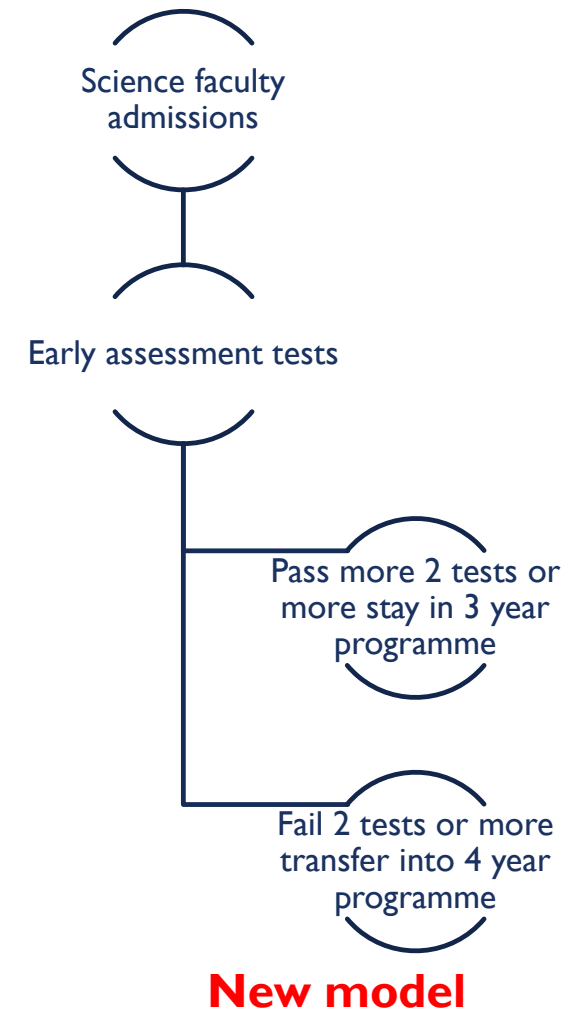 Science faculty
admissions
Early assessment tests
Pass more 2 tests or
more stay in 3 year
programme
Fail 2 tests or more
transfer into 4 year
programme
New model